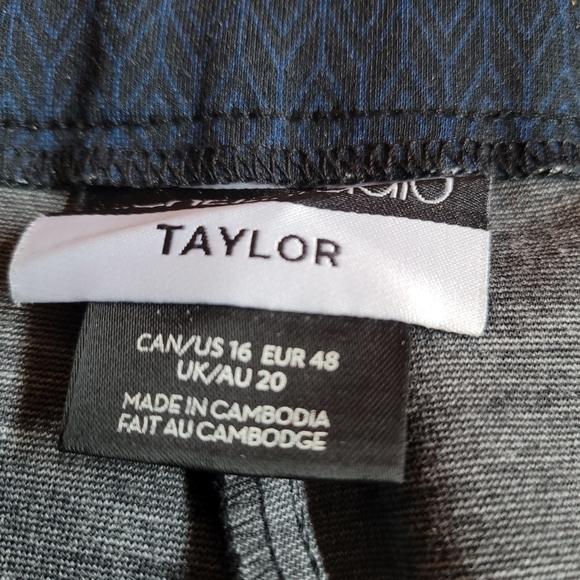 TAYLOR
CAN/US 16 EUR 48
UK/AU 20
MADE IN CAMBODIA
FAIT AU CAMBODGE